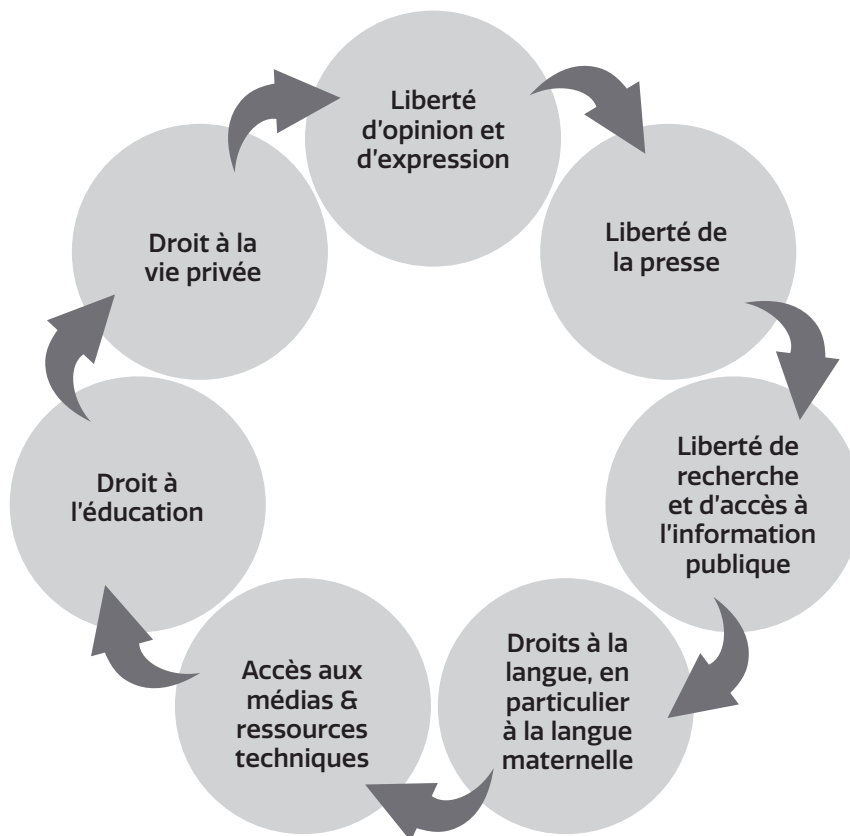 Liberté
d'opinion et
d'expression
Liberté de
la presse
Liberté de
recherche
et d'accès à
l'information
publique
Droits à la
langue, en
particulier
à la langue
maternelle
Accès aux
médias &
ressources
techniques
Droit à
l'éducation
Droit à la
vie privée